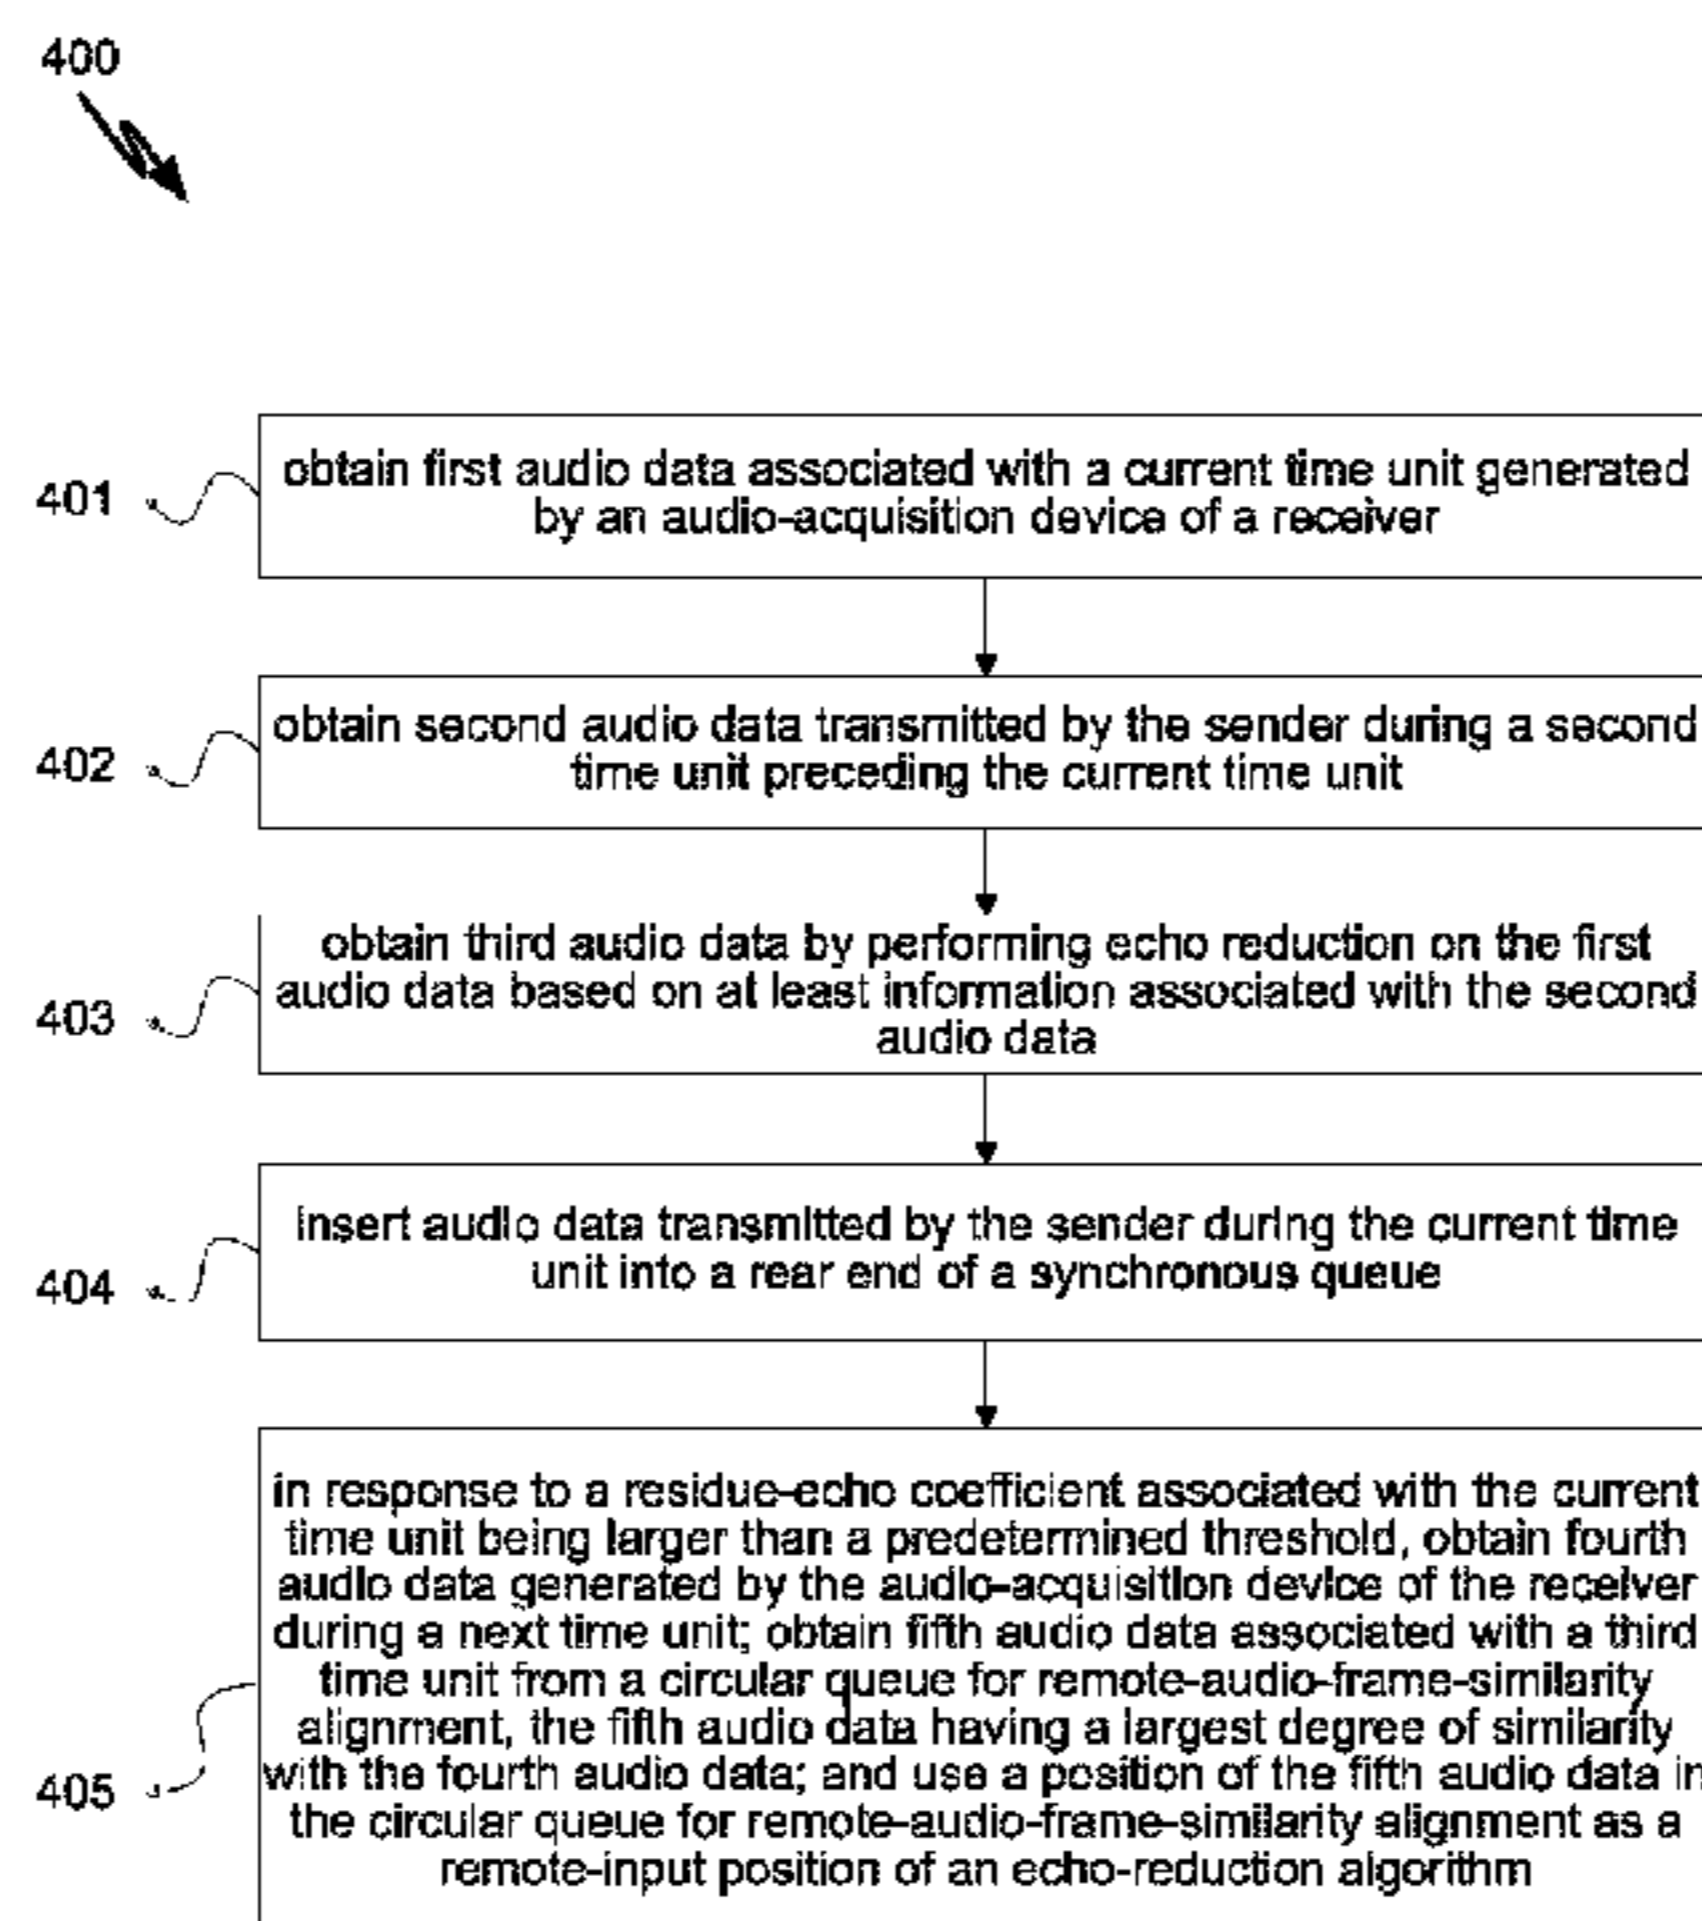 400
401
obtain first audio data associated with a current time unit generated
by an audio-acquisition device of a receiver
402
obtain second audio data transmitted by the sender during a second
time unit preceding the current time unit
403
obtain third audio data by performing echo reduction on the first
audio data based on at least information associated with the second
audio data
404
insert audio data transmitted by the sender during the current time
unit into a rear end of a synchronous queue
405
in response to a residue-echo coefficient associated with the current
time unit being larger than a predetermined threshold, obtain fourth
audio data generated by the audio-acquisition device of the receiver
during a next time unit; obtain fifth audio data associated with a third
time unit from a circular queue for remote-audio-frame-similarity
alignment, the fifth audio data having a largest degree of similarity
with the fourth audio data; and use a position of the fifth audio data in
the circular queue for remote-audio-frame-similarity alignment as a
remote-input position of an echo-reduction algorithm